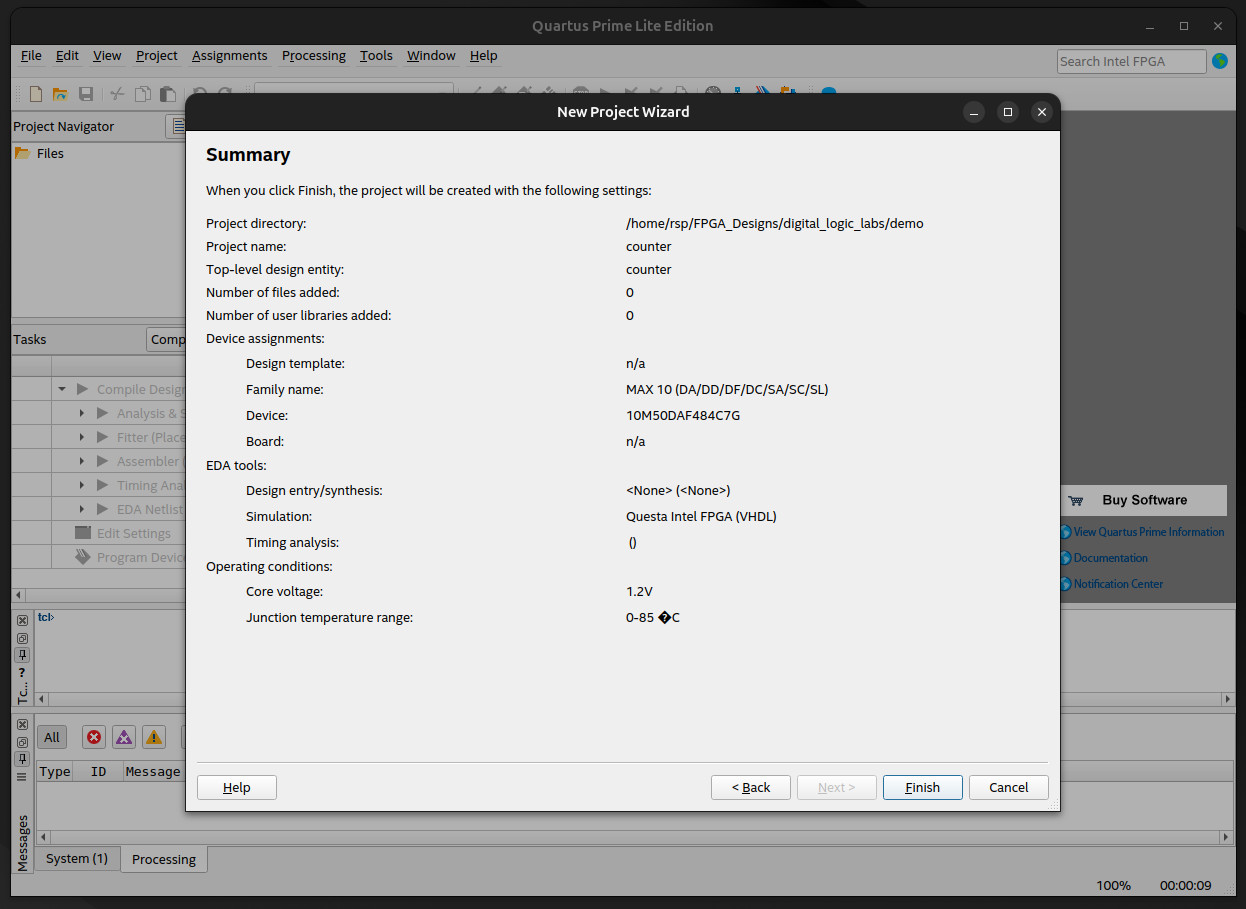 Quartus Prime Lite Edition
File Edit View Project Assignments Processing Tools Window Help
Search Intel FPGA
Project Navigator
Files
Tasks
Comp
Compile Design
Analysis & S
Fitter (Place
Assembler (
Timing Ana
EDA Netlist
Edit Settings
Program Device
New Project Wizard
Summary
When you click Finish, the project will be created with the following settings:
Project directory: /home/rsp/FPGA_Designs/digital_logic_labs/demo
Project name: counter
Top-level design entity: counter
Number of files added: 0
Number of user libraries added: 0
Device assignments:
Design template: n/a
Family name: MAX 10 (DA/DD/DF/DC/SA/SC/SL)
Device: 10M50DAF484C7G
Board: n/a
EDA tools:
Design entry/synthesis: <None> (<None>)
Simulation: Questa Intel FPGA (VHDL)
Timing analysis: ()
Operating conditions:
Core voltage: 1.2V
Junction temperature range: 0-85 �C
Help < Back Next > Finish Cancel
Buy Software
View Quartus Prime Information
Documentation
Notification Center
tcl>
? Tc...
All
Type ID Message
Messages
System (1) Processing
100% 00:00:09